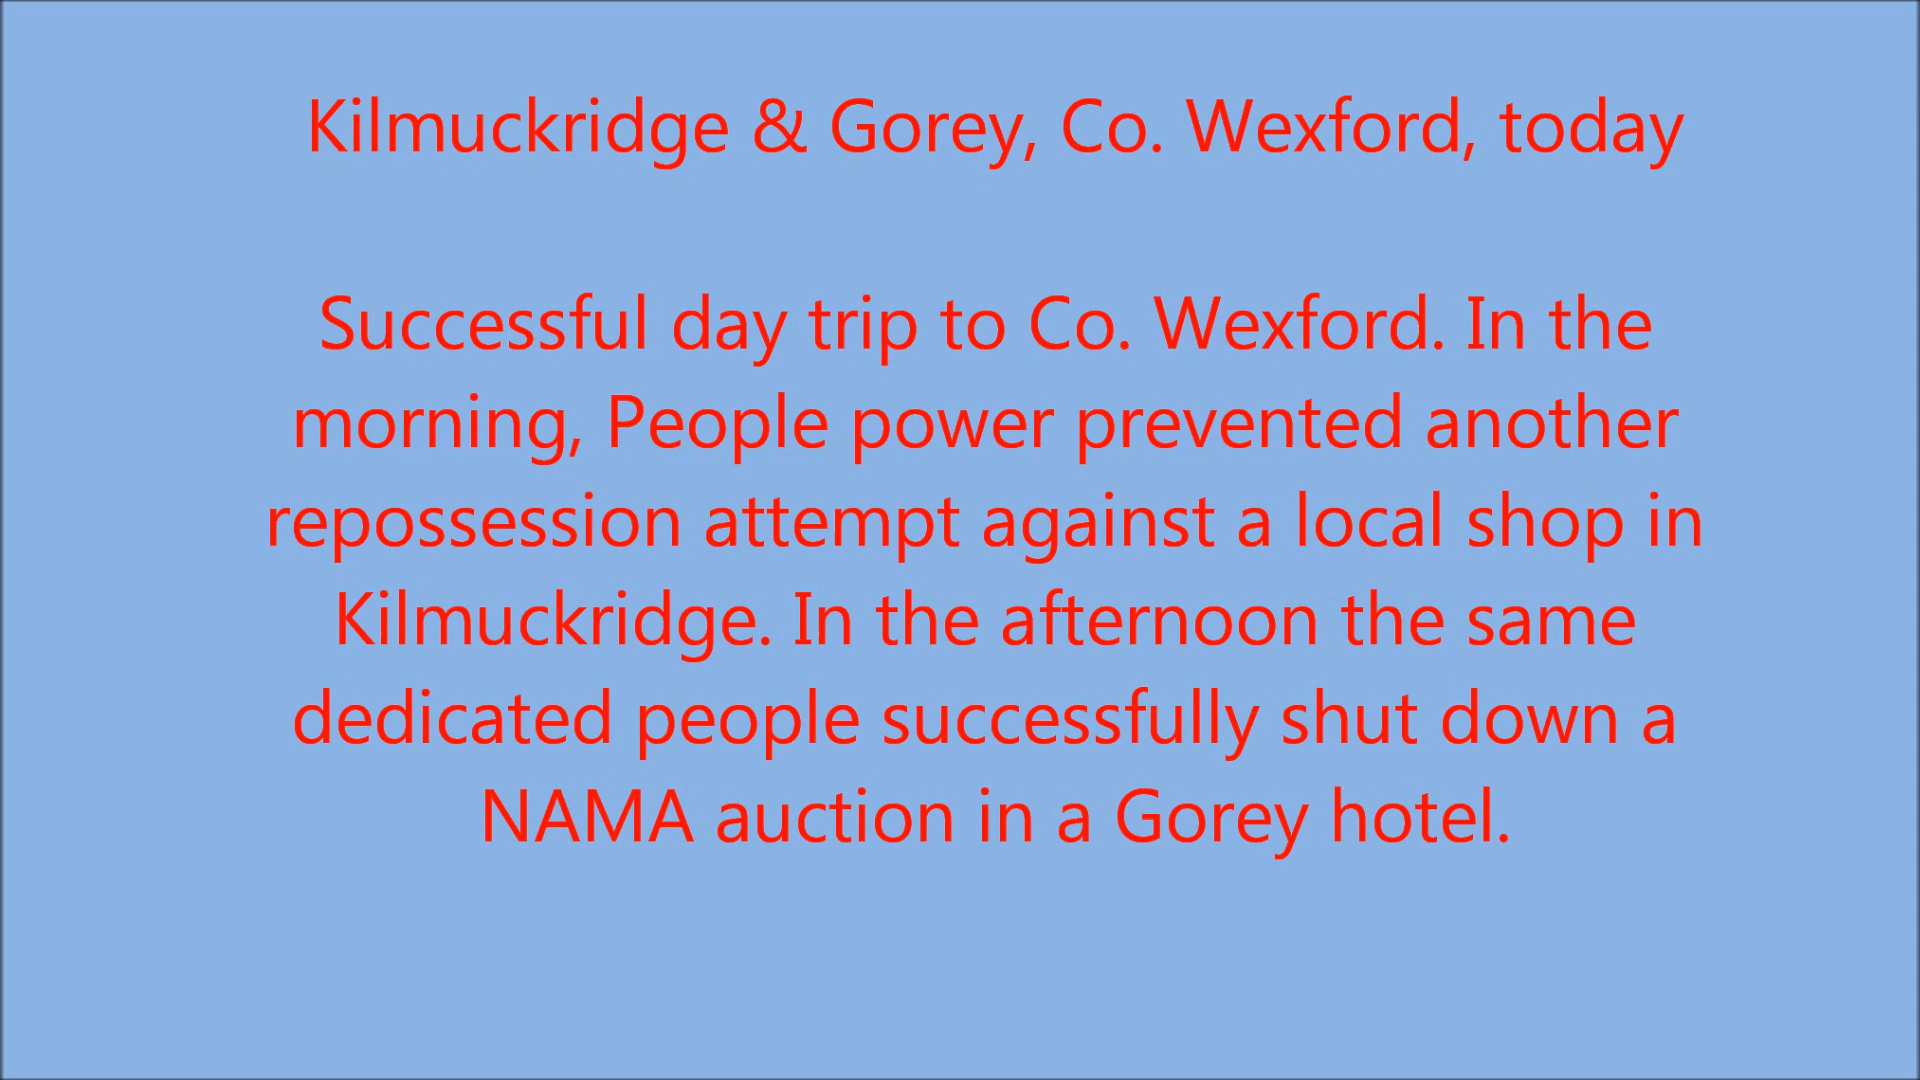 Kilmuckridge & Gorey, Co. Wexford, today
Successful day trip to Co. Wexford. In the
morning, People power prevented another
repossession attempt against a local shop in
Kilmuckridge. In the afternoon the same
dedicated people successfully shut down a
NAMA auction in a Gorey hotel.